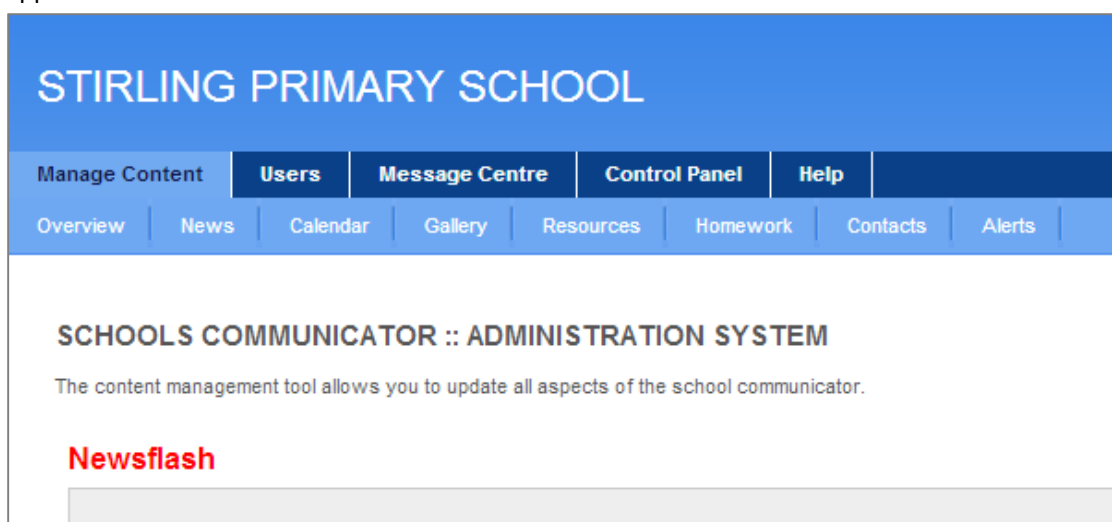 STIRLING PRIMARY SCHOOL
Manage Content Users Message Centre Control Panel Help
Overview News Calendar Gallery Resources Homework Contacts Alerts
SCHOOLS COMMUNICATOR :: ADMINISTRATION SYSTEM
The content management tool allows you to update all aspects of the school communicator.
Newsflash